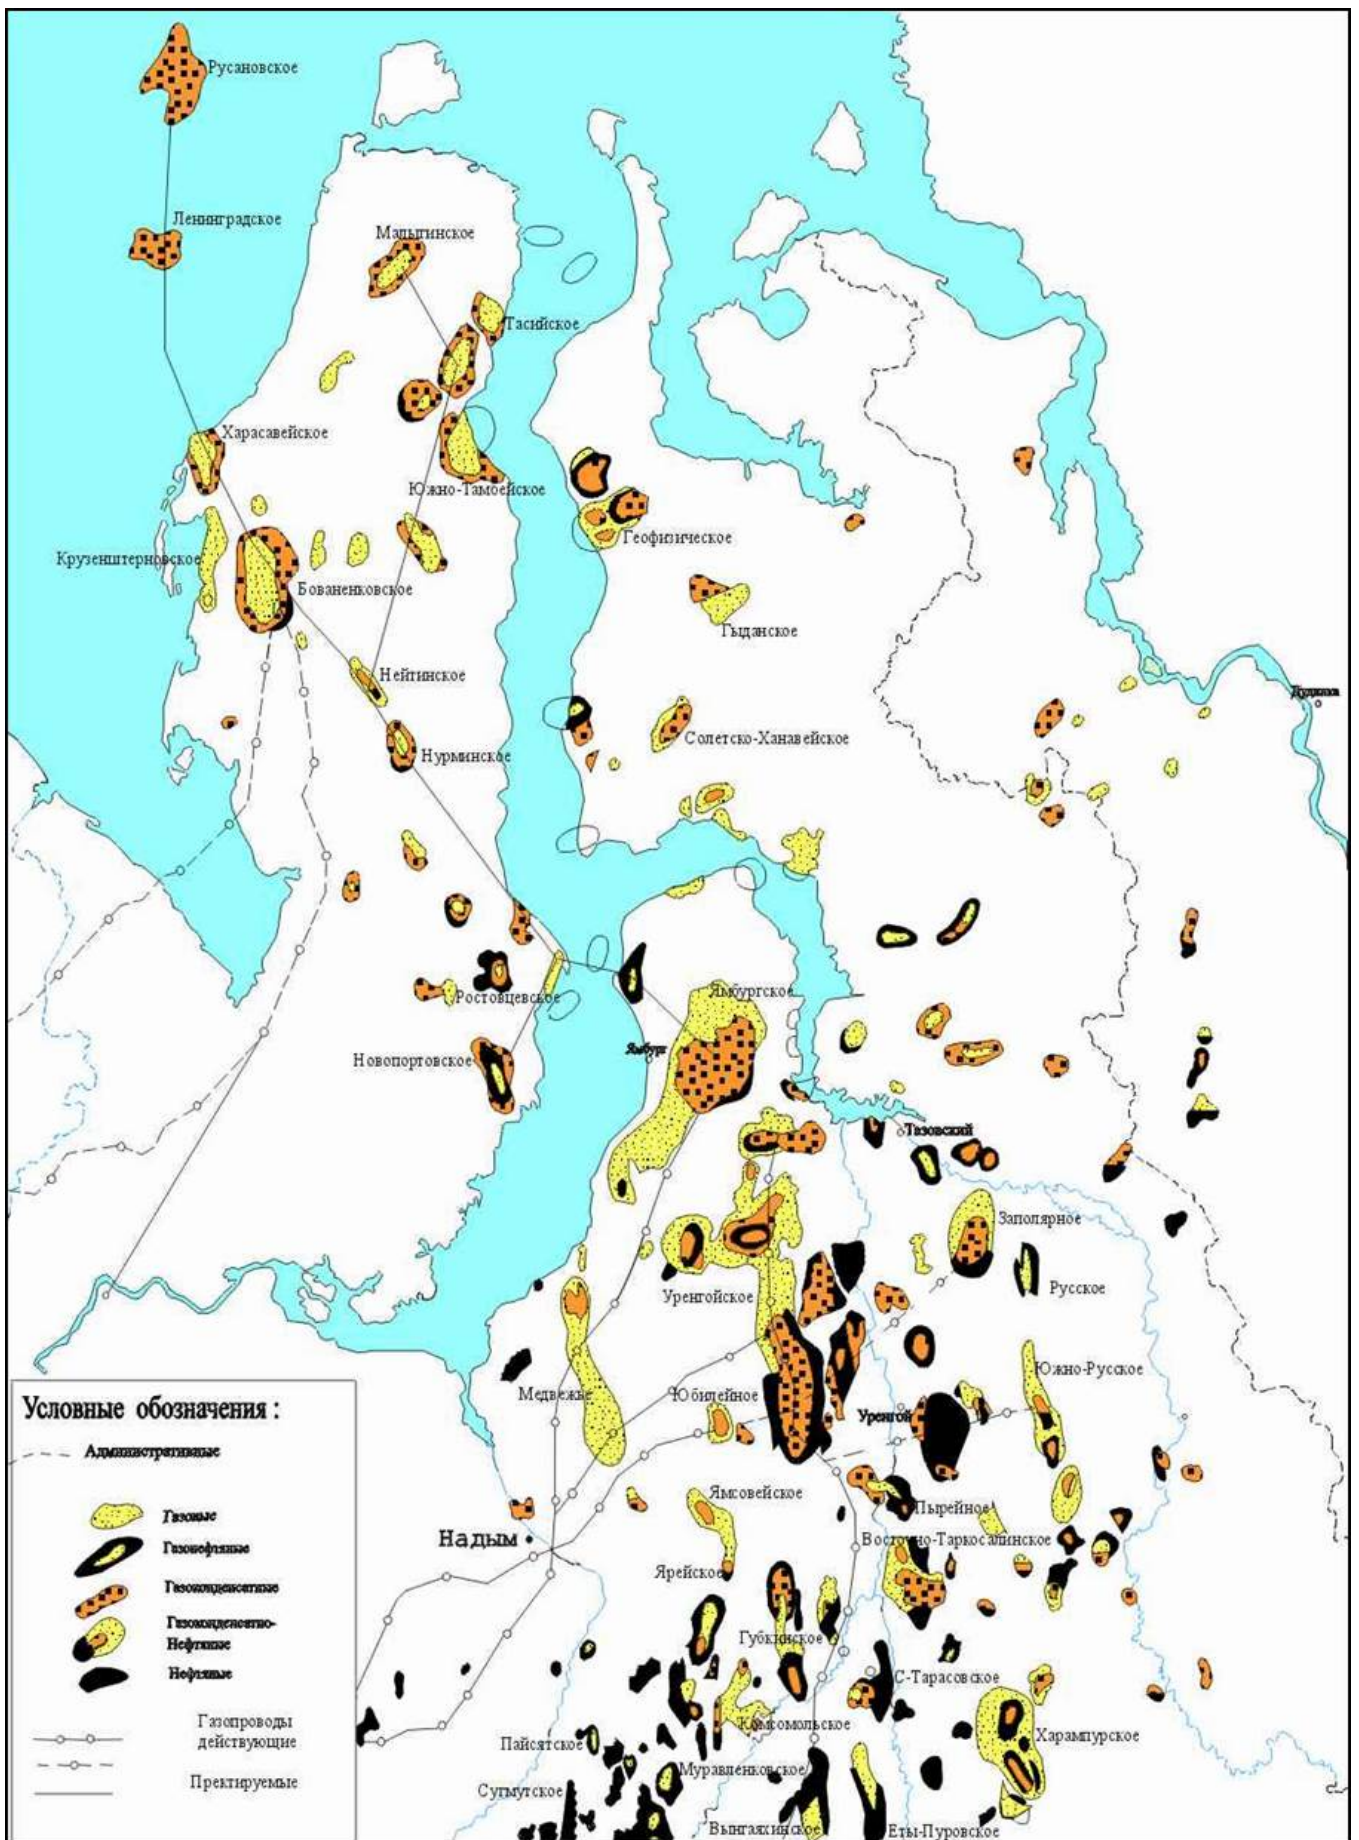 Русановское
Ленинградское
Малыгинское
Тасийское
Харасавейское
Южно-Тамбейское
Крузенштерновское
Геофизическое
Бованенковское
Гыданское
Нейтинское
Дудинка
Солетско-Ханавейское
Нурминское
Ямбургское
Ростовцевское
Ямбург
Новопортовское
Тазовский
Заполярное
Русское
Уренгойское
Южно-Русское
Медвежье
Юбилейное
Уренгой
Условные обозначения :
Административные
Газовые
Газонефтяные
Газоконденсатные
Газоконденсатно-
Нефтяные
Нефтяные
Газопроводы
действующие
Пректируемые
Ямсовейское
Пырейное
Надым
Восточно-Таркосалинское
Ярейское
Губкинское
С-Тарасовское
Комсомольское
Харампурское
Пайсятское
Муравленковское
Сугмутское
Вынгаяхинское
Еты-Пуровское